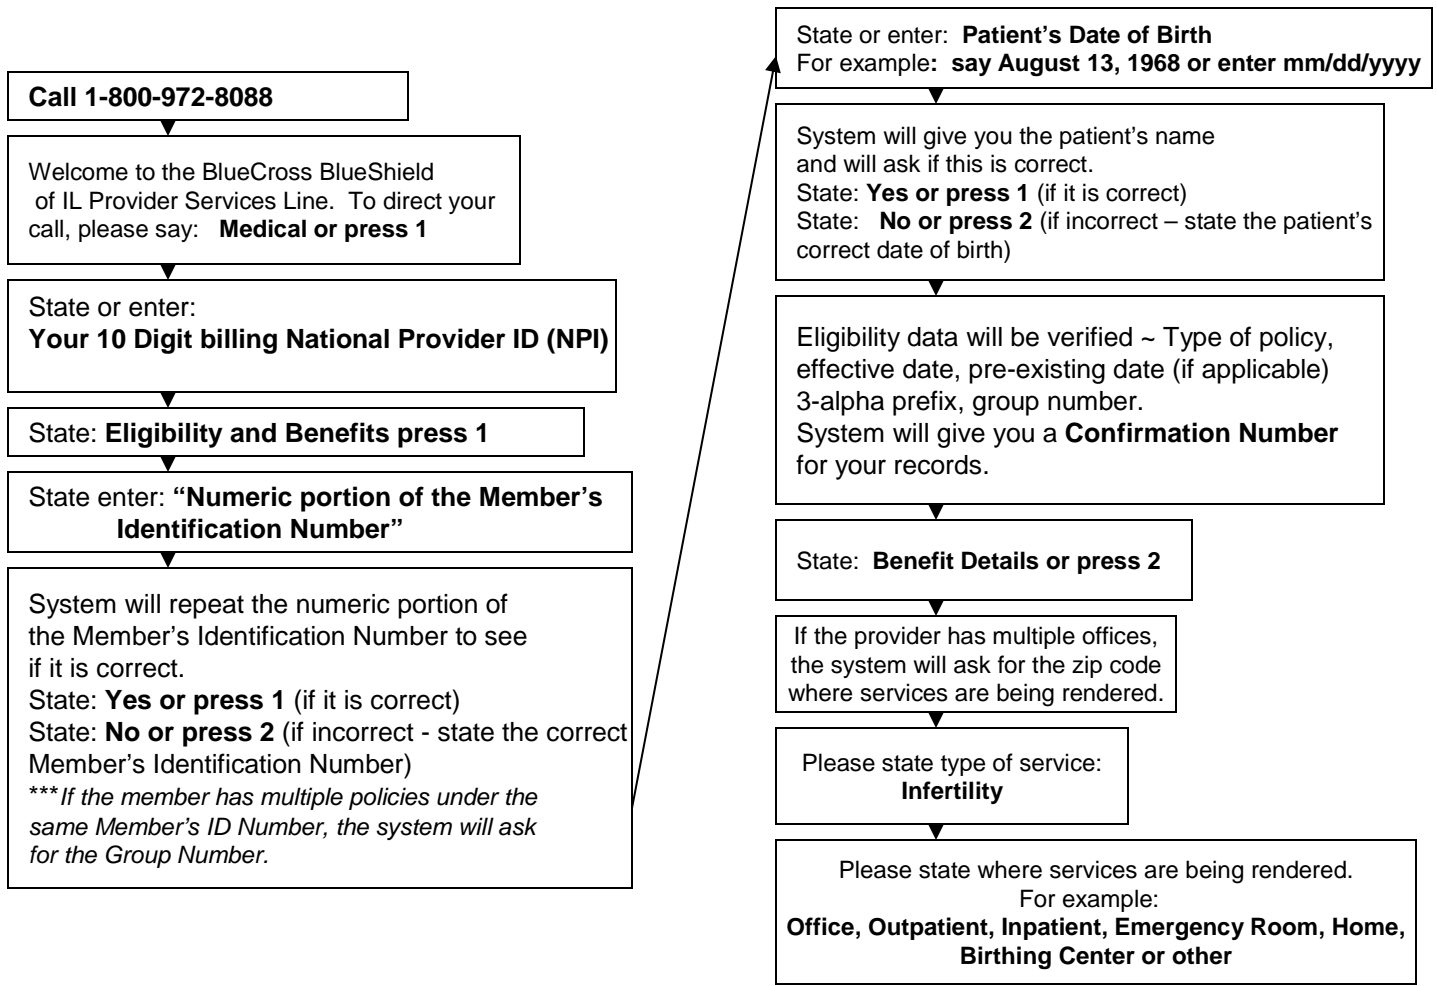 Call 1-800-972-8088
Welcome to the BlueCross BlueShield
of IL Provider Services Line. To direct your
call, please say: Medical or press 1
State or enter:
Your 10 Digit billing National Provider ID (NPI)
State: Eligibility and Benefits press 1
State enter: “Numeric portion of the Member’s
Identification Number”
System will repeat the numeric portion of
the Member’s Identification Number to see
if it is correct.
State: Yes or press 1 (if it is correct)
State: No or press 2 (if incorrect - state the correct
Member’s Identification Number)
***If the member has multiple policies under the
same Member’s ID Number, the system will ask
for the Group Number.
State or enter: Patient’s Date of Birth
For example: say August 13, 1968 or enter mm/dd/yyyy
System will give you the patient’s name
and will ask if this is correct.
State: Yes or press 1 (if it is correct)
State: No or press 2 (if incorrect – state the patient’s
correct date of birth)
Eligibility data will be verified ~ Type of policy,
effective date, pre-existing date (if applicable)
3-alpha prefix, group number.
System will give you a Confirmation Number
for your records.
State: Benefit Details or press 2
If the provider has multiple offices,
the system will ask for the zip code
where services are being rendered.
Please state type of service:
Infertility
Please state where services are being rendered.
For example:
Office, Outpatient, Inpatient, Emergency Room, Home,
Birthing Center or other